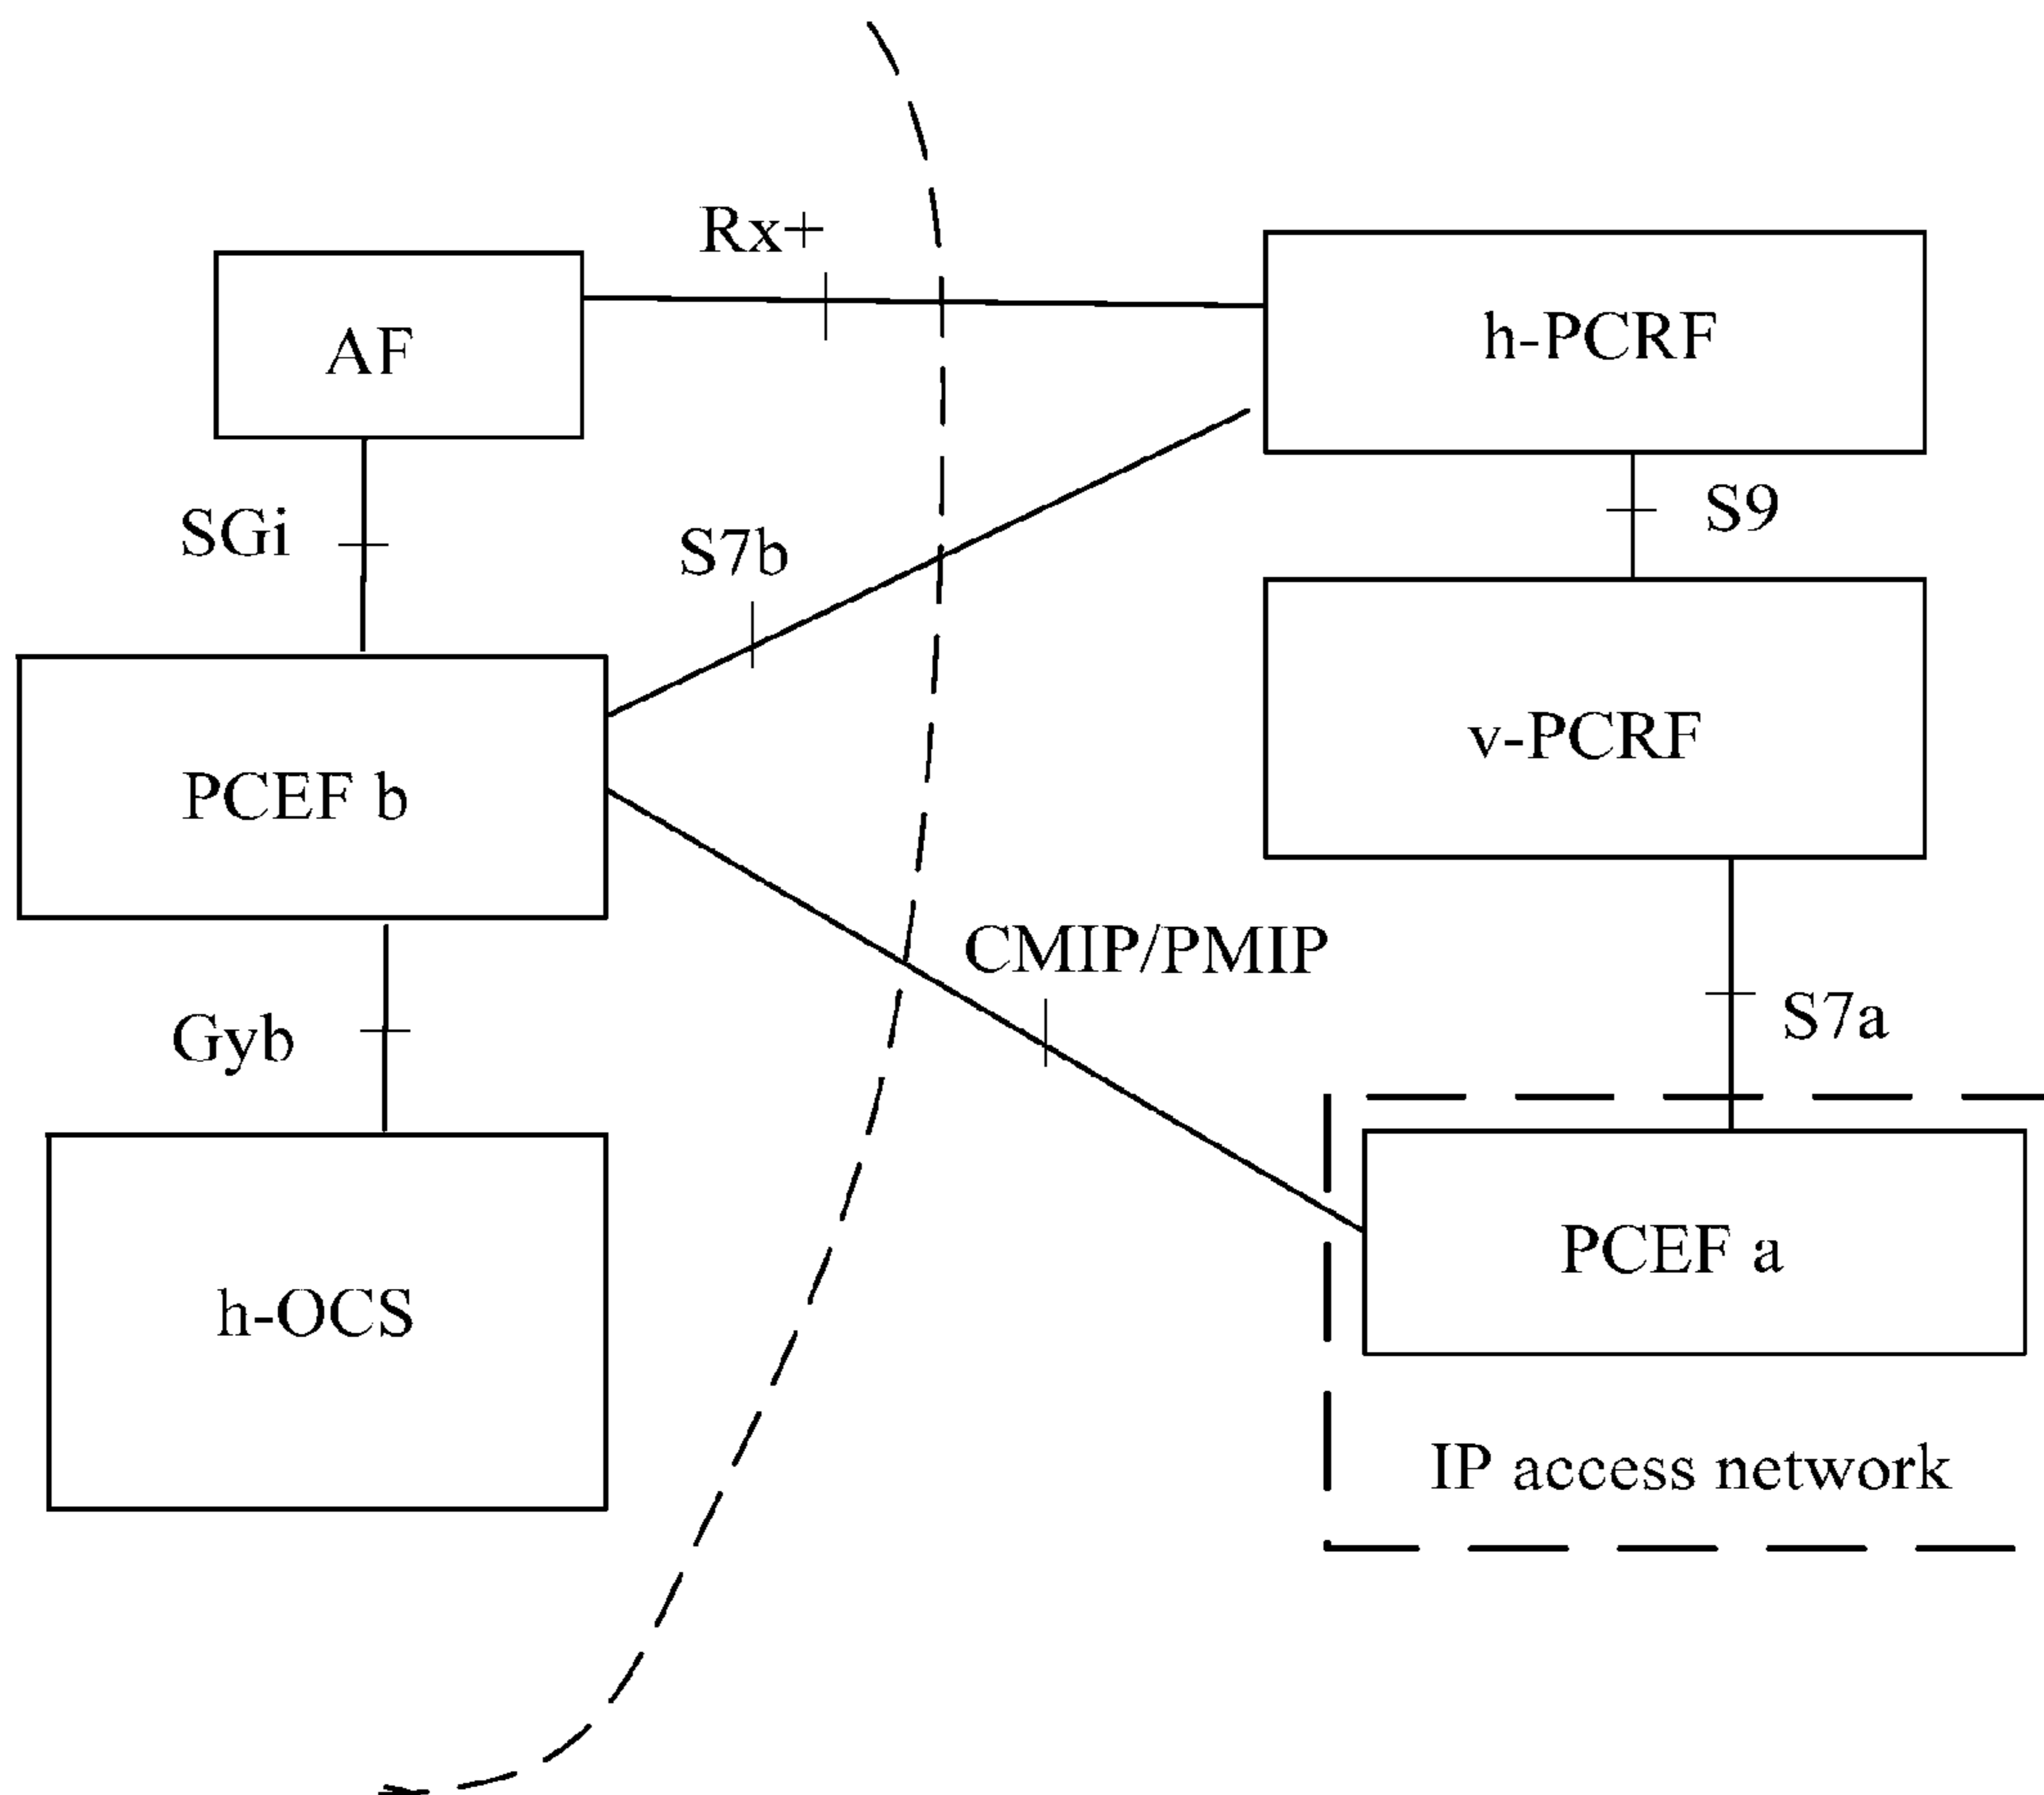 Rx+
AF
h-PCRF
SGi
S9
S7b
v-PCRF
PCEF b
CMIP/PMIP
Gyb
S7a
PCEF a
h-OCS
IP access network